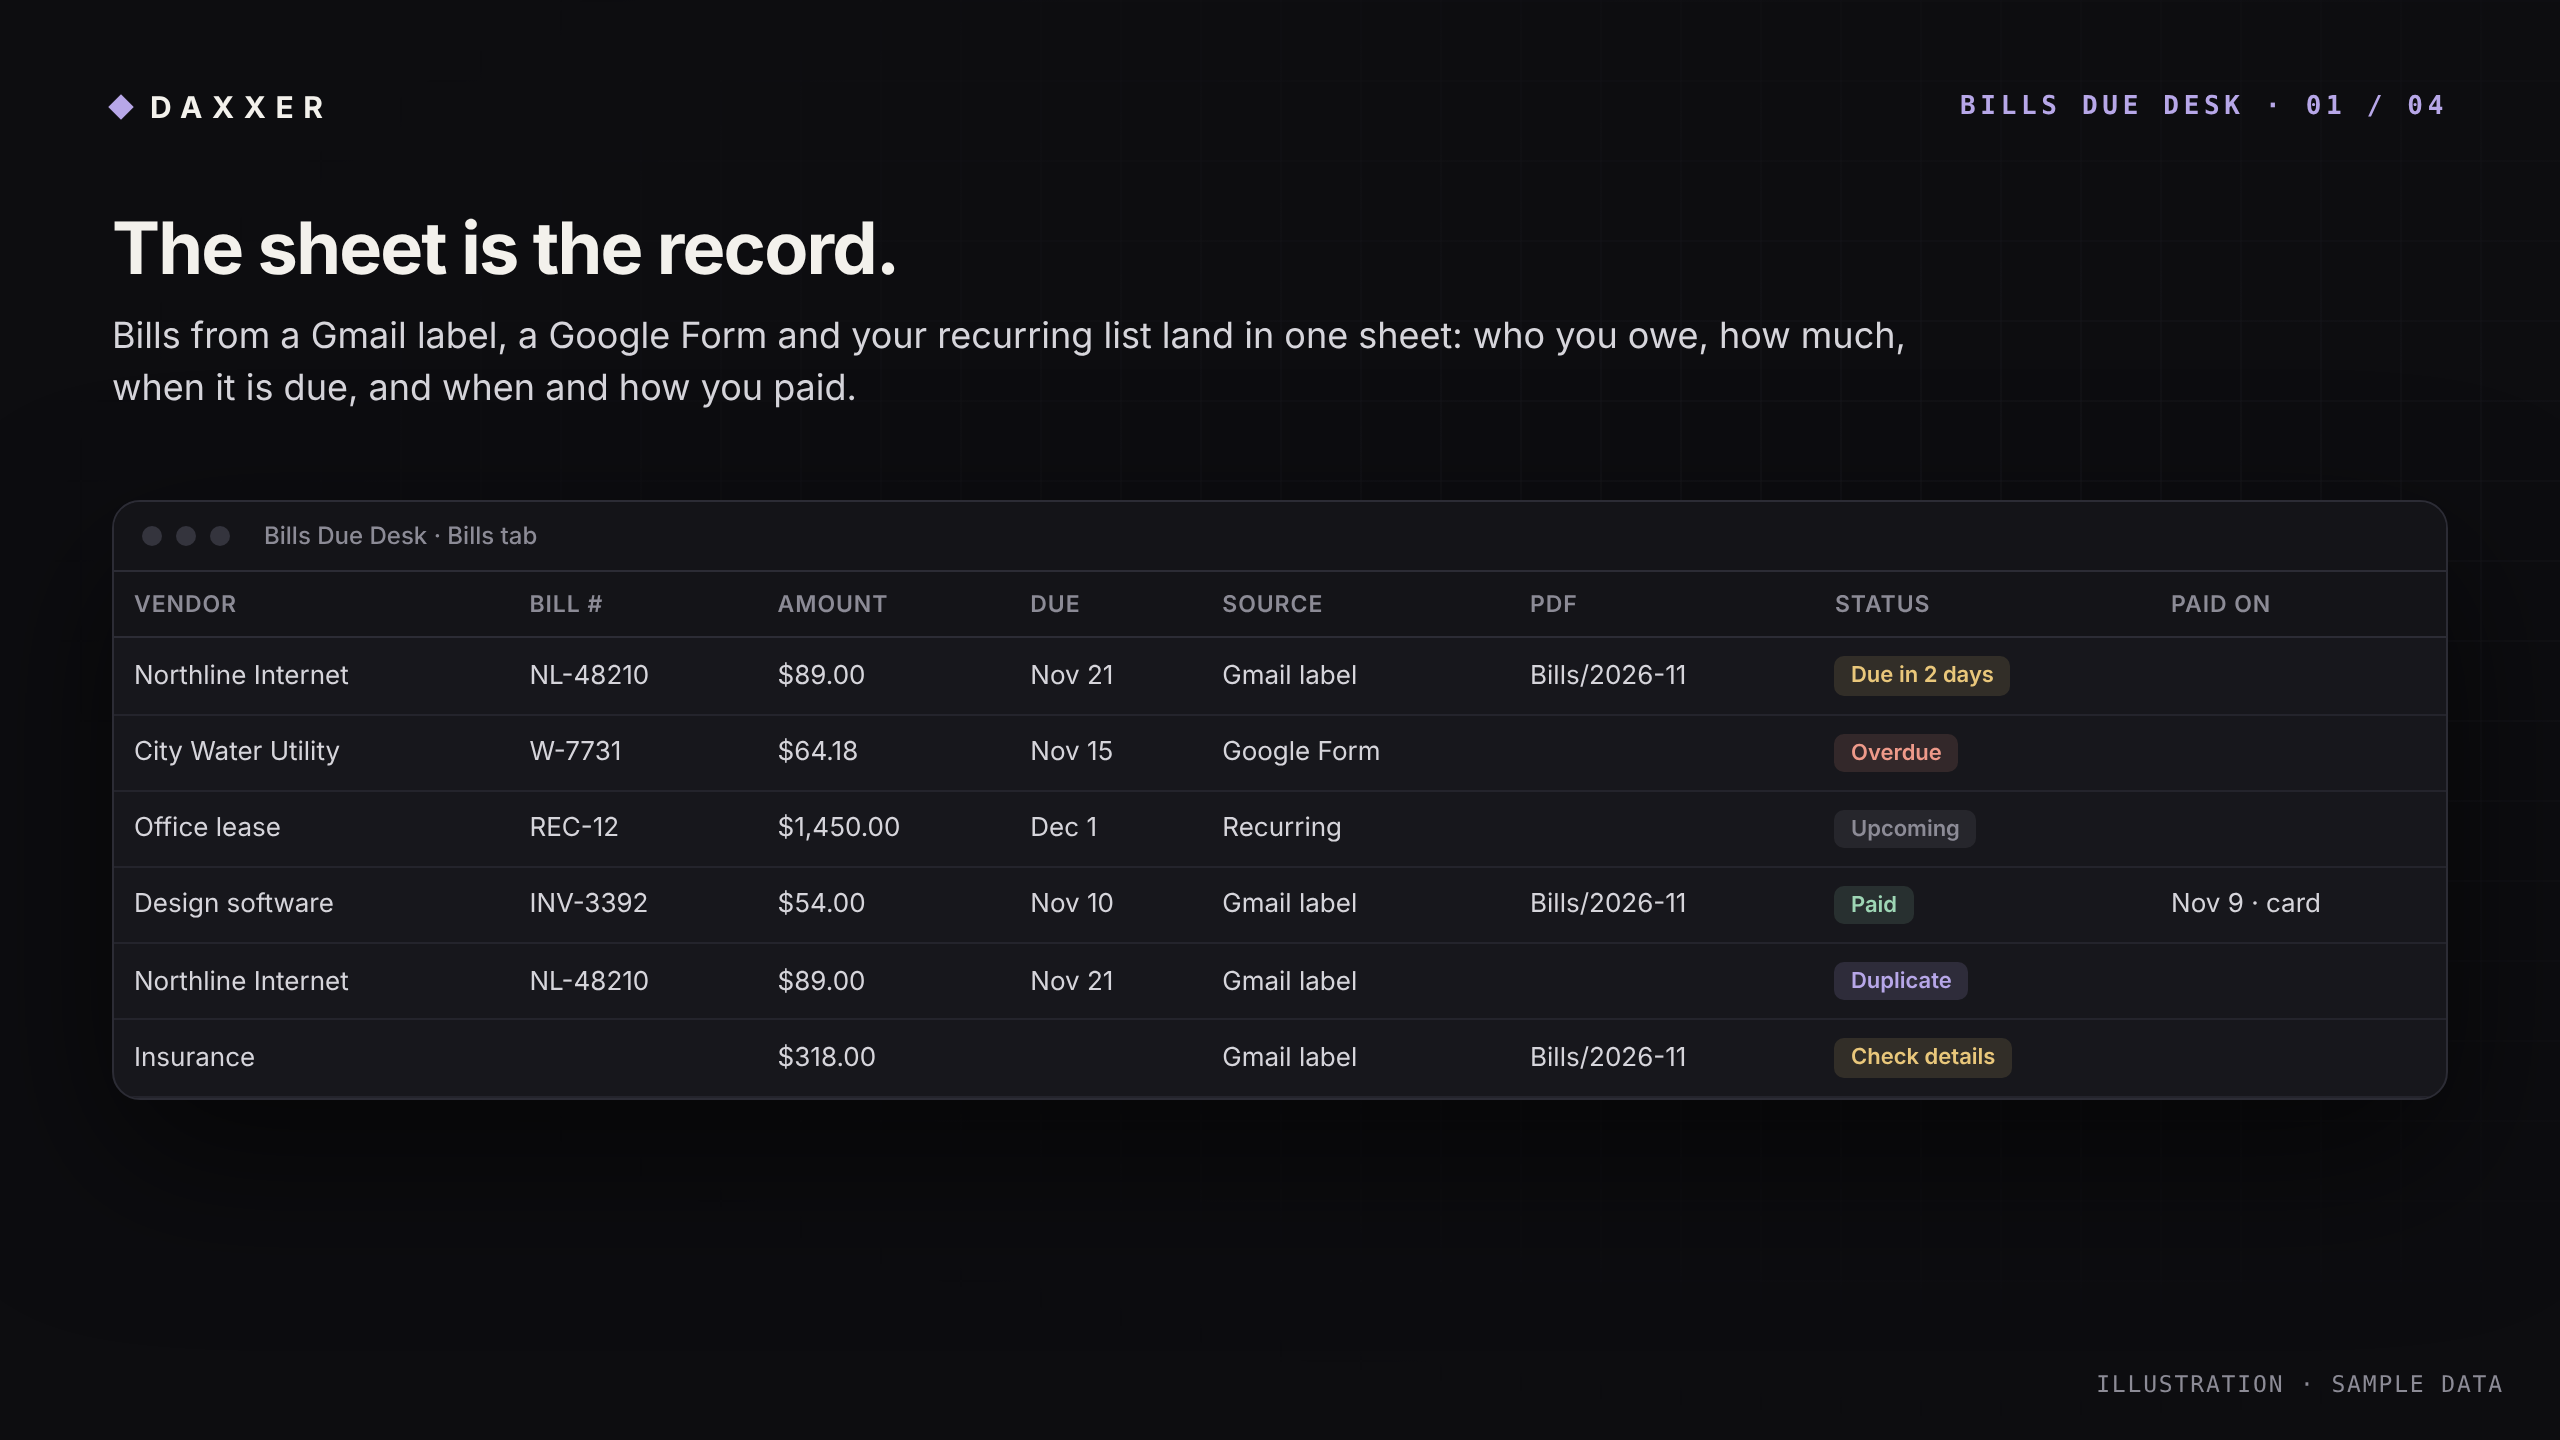 DAXXER
BILLS DUE DESK · 01 / 04
The sheet is the record.
Bills from a Gmail label, a Google Form and your recurring list land in one sheet: who you owe, how much,
when it is due, and when and how you paid.
Bills Due Desk · Bills tab
VENDOR BILL # AMOUNT DUE SOURCE PDF STATUS PAID ON
Northline Internet NL-48210 $89.00 Nov 21 Gmail label Bills/2026-11 Due in 2 days
City Water Utility W-7731 $64.18 Nov 15 Google Form Overdue
Office lease REC-12 $1,450.00 Dec 1 Recurring Upcoming
Design software INV-3392 $54.00 Nov 10 Gmail label Bills/2026-11 Paid Nov 9 · card
Northline Internet NL-48210 $89.00 Nov 21 Gmail label Duplicate
Insurance $318.00 Gmail label Bills/2026-11 Check details
ILLUSTRATION · SAMPLE DATA